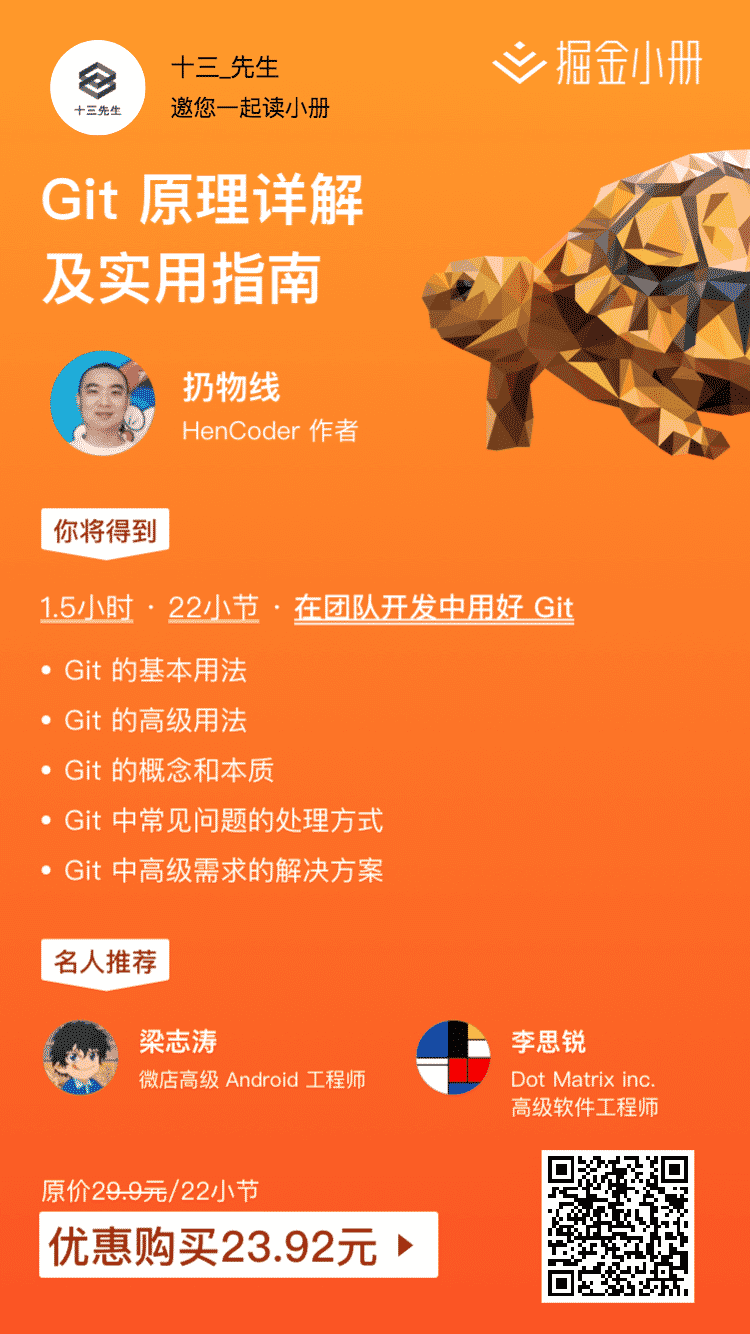 十三先生
十三_先生
邀您一起读小册
掘金小册
Git 原理详解
及实用指南
扔物线
HenCoder 作者
你将得到
1.5小时 · 22小节 · 在团队开发中用好 Git
• Git 的基本用法
• Git 的高级用法
• Git 的概念和本质
• Git 中常见问题的处理方式
• Git 中高级需求的解决方案
名人推荐
梁志涛
微店高级 Android 工程师
李思锐
Dot Matrix inc.
高级软件工程师
原价29.9元/22小节
优惠购买23.92元